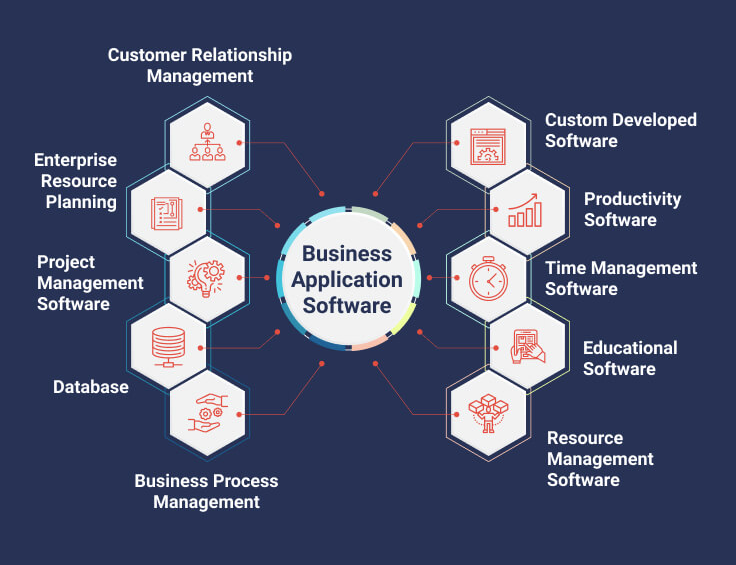 Customer Relationship
Management
Enterprise
Resource
Planning
Project
Management
Software
Database
Business Process
Management
Business
Application
Software
Custom Developed
Software
Productivity
Software
Time Management
Software
Educational
Software
Resource
Management
Software